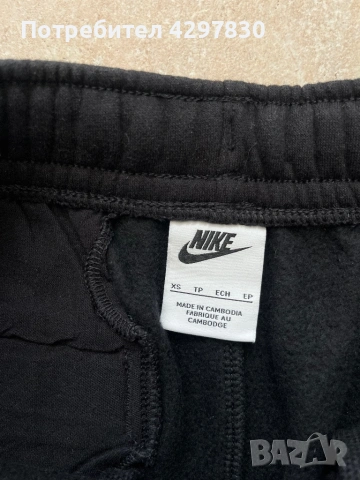 Потребител 4297830
NIKE
XS TP ECH EP
MADE IN CAMBODIA
FABRIQUE AU
CAMBODGE
BAZAR